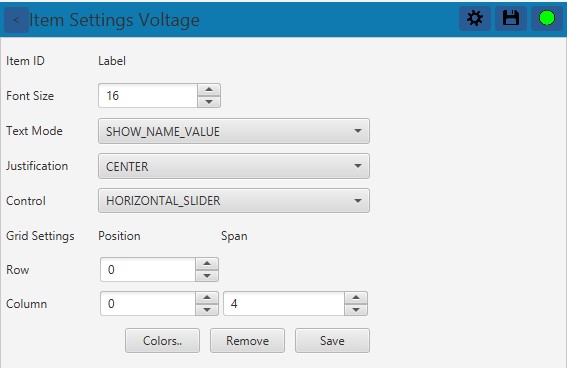 < Item Settings Voltage
Item ID Label
Font Size 16
Text Mode SHOW_NAME_VALUE
Justification CENTER
Control HORIZONTAL_SLIDER
Grid Settings Position Span
Row 0
Column 0 4
Colors.. Remove Save